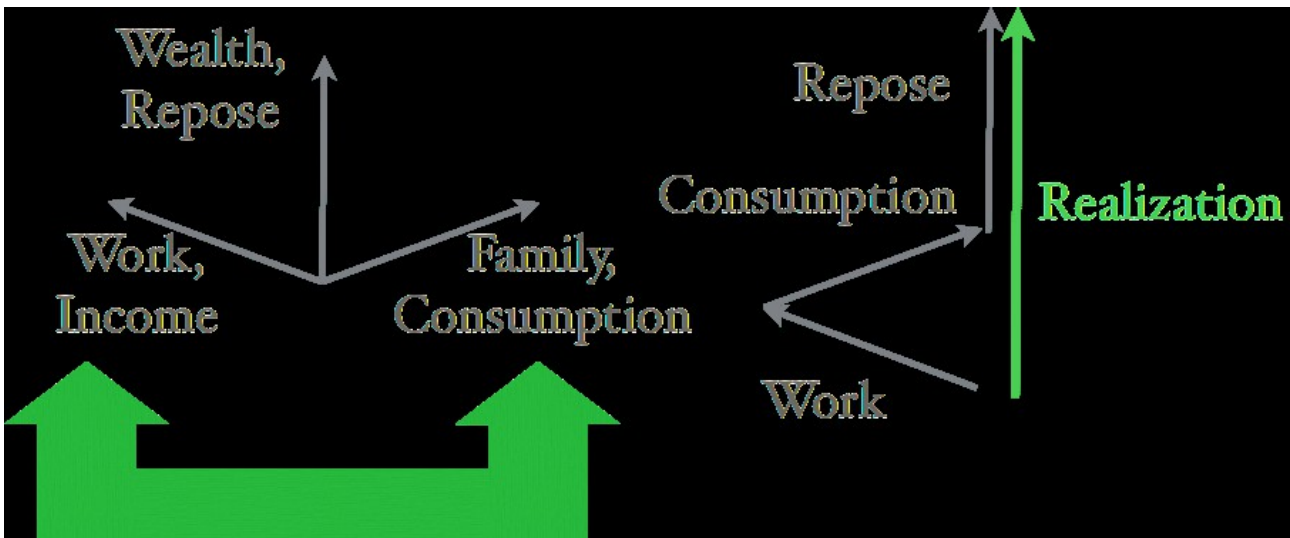 Wealth,
Repose
Work,
Income
Family,
Consumption
Repose
Consumption
Realization
Work